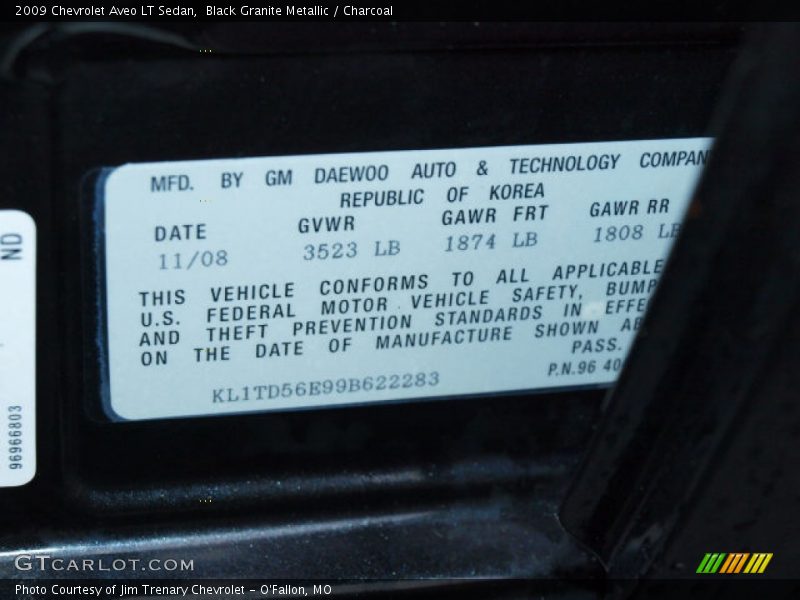 2009 Chevrolet Aveo LT Sedan, Black Granite Metallic / Charcoal
MFD. BY GM DAEWOO AUTO & TECHNOLOGY COMPAN
REPUBLIC OF KOREA
DATE GVWR GAWR FRT GAWR RR
11/08 3523 LB 1874 LB 1808 LB
THIS VEHICLE CONFORMS TO ALL APPLICABLE
U.S. FEDERAL MOTOR VEHICLE SAFETY, BUMP
AND THEFT PREVENTION STANDARDS IN EFFE
ON THE DATE OF MANUFACTURE SHOWN AB
PASS.
KL1TD56E99B622283 P.N.96 40
ND
96966803
GTCARLOT.COM
Photo Courtesy of Jim Trenary Chevrolet - O'Fallon, MO